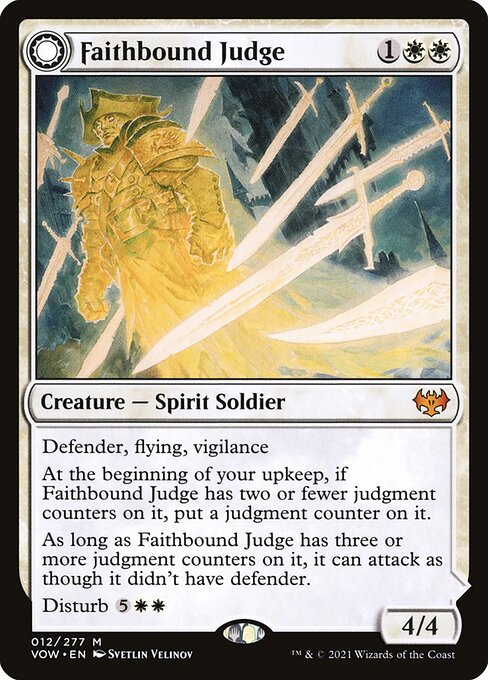 Faithbound Judge 1
Creature — Spirit Soldier
Defender, flying, vigilance
At the beginning of your upkeep, if
Faithbound Judge has two or fewer judgment
counters on it, put a judgment counter on it.
As long as Faithbound Judge has three or
more judgment counters on it, it can attack as
though it didn't have defender.
Disturb 5
4/4
012/277 M
VOW • EN Svetlin Velinov
™ & © 2021 Wizards of the Coast